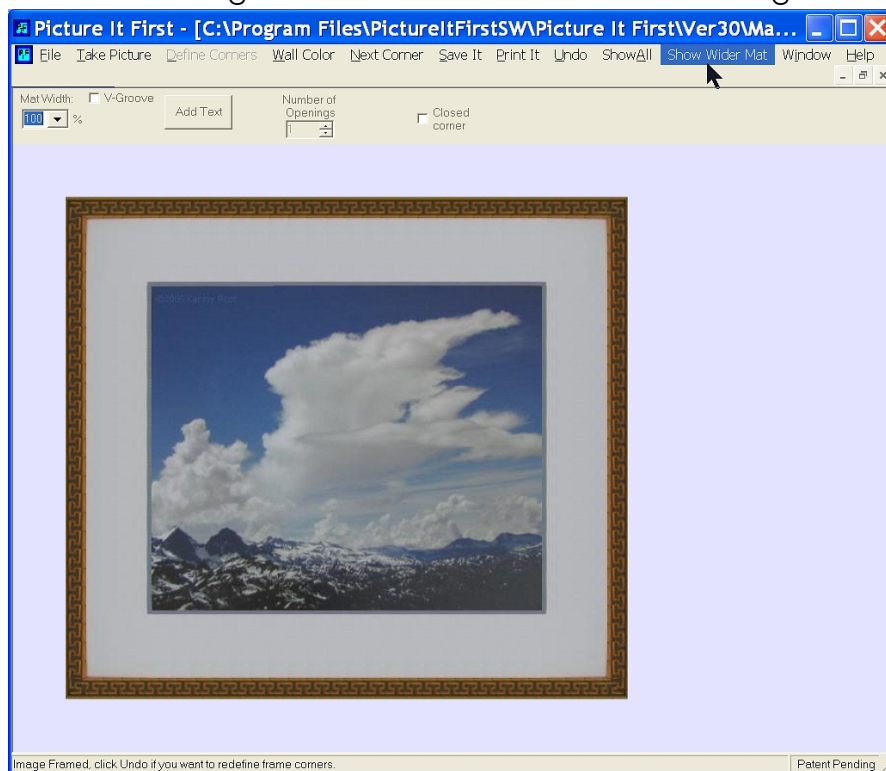 Picture It First - [C:\Program Files\PictureItFirstSW\Picture It First\Ver30\Ma...
File Take Picture Define Corners Wall Color Next Corner Save It Print It Undo ShowAll Show Wider Mat Window Help
Mat Width: V-Groove
100 %
Add Text
Number of
Openings
1
Closed
corner
Image Framed, click Undo if you want to redefine frame corners.
Patent Pending